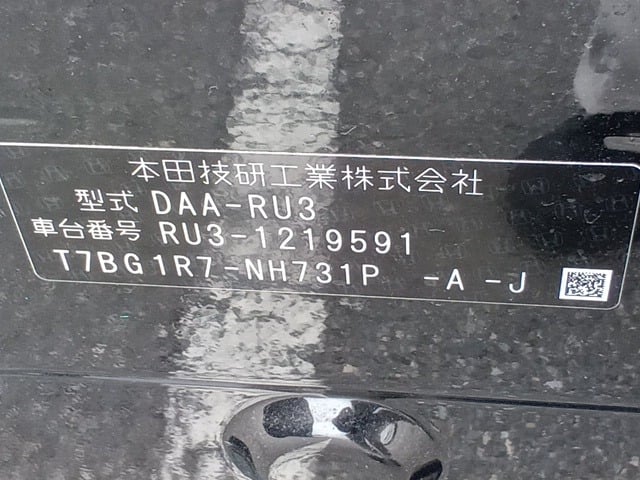 本田技研工業株式会社
型式 DAA-RU3
車台番号 RU3-1219591
T7BG1R7-NH731P -A -J